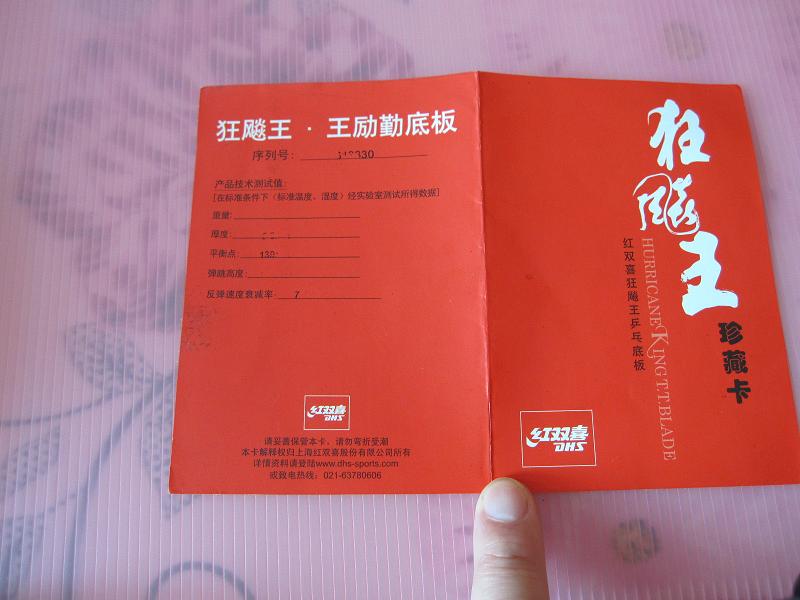 狂飚王 · 王励勤底板
序列号:
产品技术测试值:
[在标准条件下（标准温度、湿度）经实验室测试所得数据]
重量:
厚度:
平衡点:
弹跳高度:
反弹速度衰减率: 7
红双喜
DHS
请妥善保管本卡，请勿弯折受潮
本卡解释权归上海红双喜股份有限公司所有
详情资料请登陆www.dhs-sports.com
或致电热线：021-63780606
狂飚王
HURRICANE KING T.T.BLADE
红双喜狂飚王乒乓底板
珍藏卡
红双喜
DHS